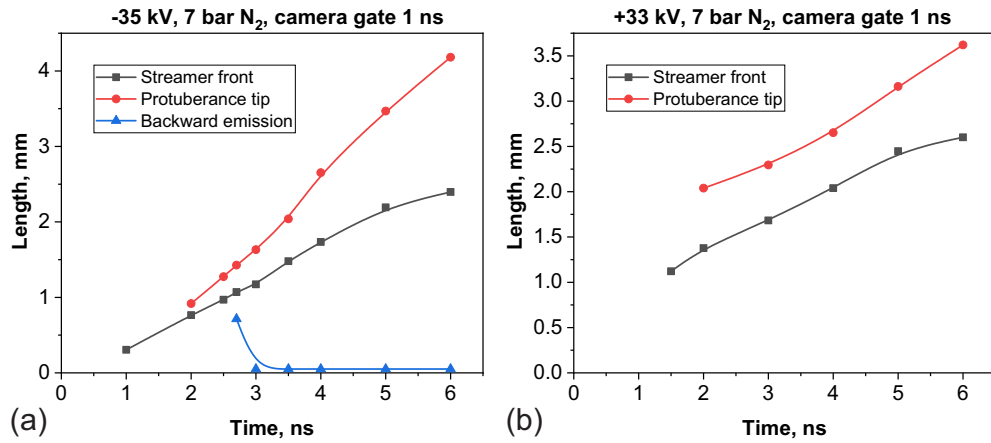 -35 kV, 7 bar N₂, camera gate 1 ns
Streamer front
Protuberance tip
Backward emission
Length, mm
4
3
2
1
0
0 1 2 3 4 5 6
Time, ns
(a)
+33 kV, 7 bar N₂, camera gate 1 ns
Streamer front
Protuberance tip
Length, mm
3.5
3.0
2.5
2.0
1.5
1.0
0.5
0.0
0 1 2 3 4 5 6
Time, ns
(b)